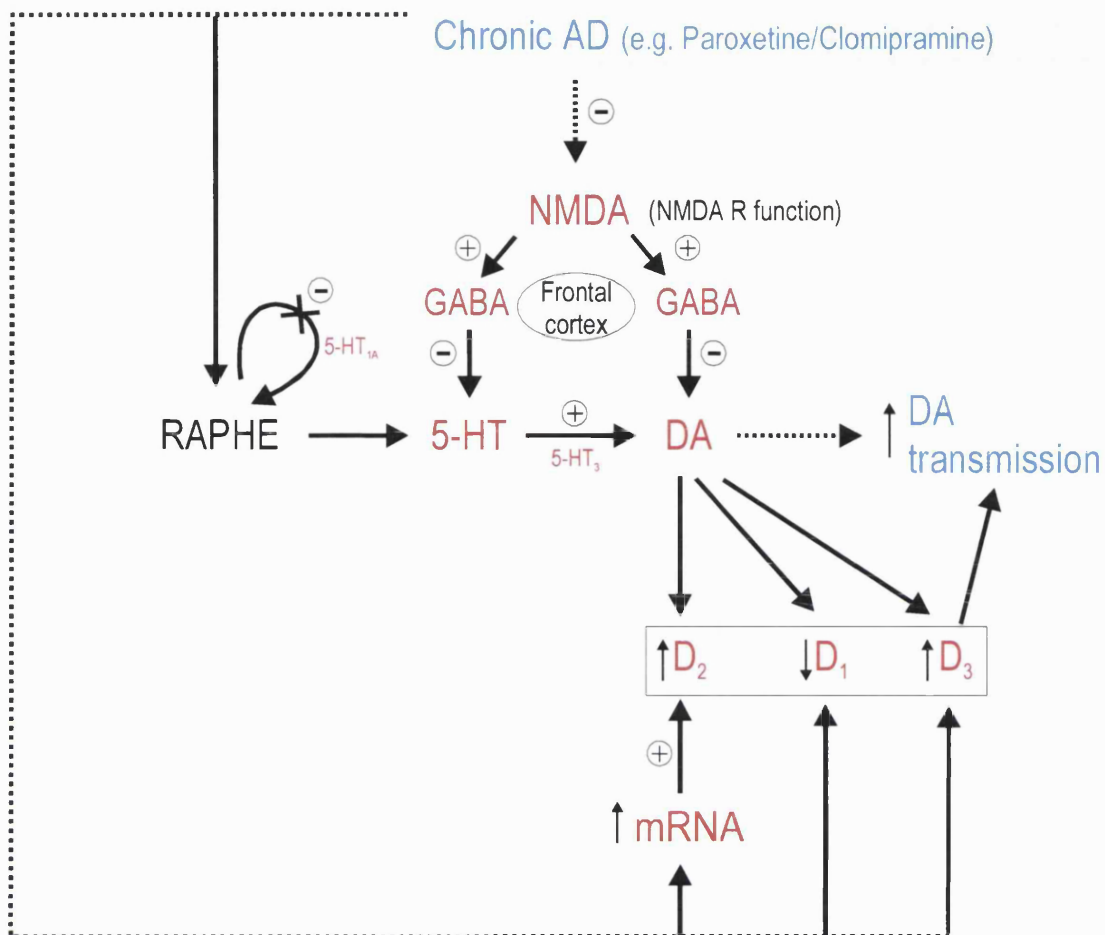 Chronic AD (e.g. Paroxetine/Clomipramine)
−
NMDA (NMDA R function)
+ +
−
GABA Frontal GABA
cortex
5-HT1A
− −
+
RAPHE 5-HT DA ↑ DA
5-HT3 transmission
↑D2 ↓D1 ↑D3
+
↑ mRNA